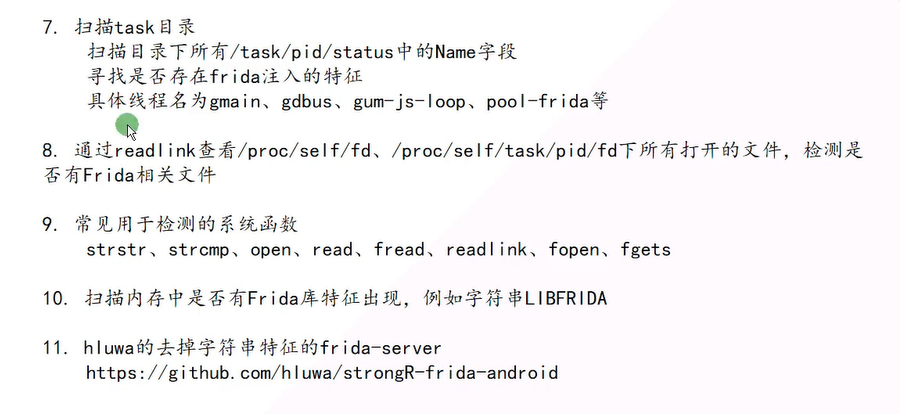 7. 扫描task目录
扫描目录下所有/task/pid/status中的Name字段
寻找是否存在frida注入的特征
具体线程名为gmain、gdbus、gum-js-loop、pool-frida等
8. 通过readlink查看/proc/self/fd、/proc/self/task/pid/fd下所有打开的文件，检测是
否有Frida相关文件
9. 常见用于检测的系统函数
strstr、strcmp、open、read、fread、readlink、fopen、fgets
10. 扫描内存中是否有Frida库特征出现，例如字符串LIBFRIDA
11. hluwa的去掉字符串特征的frida-server
https://github.com/hluwa/strongR-frida-android